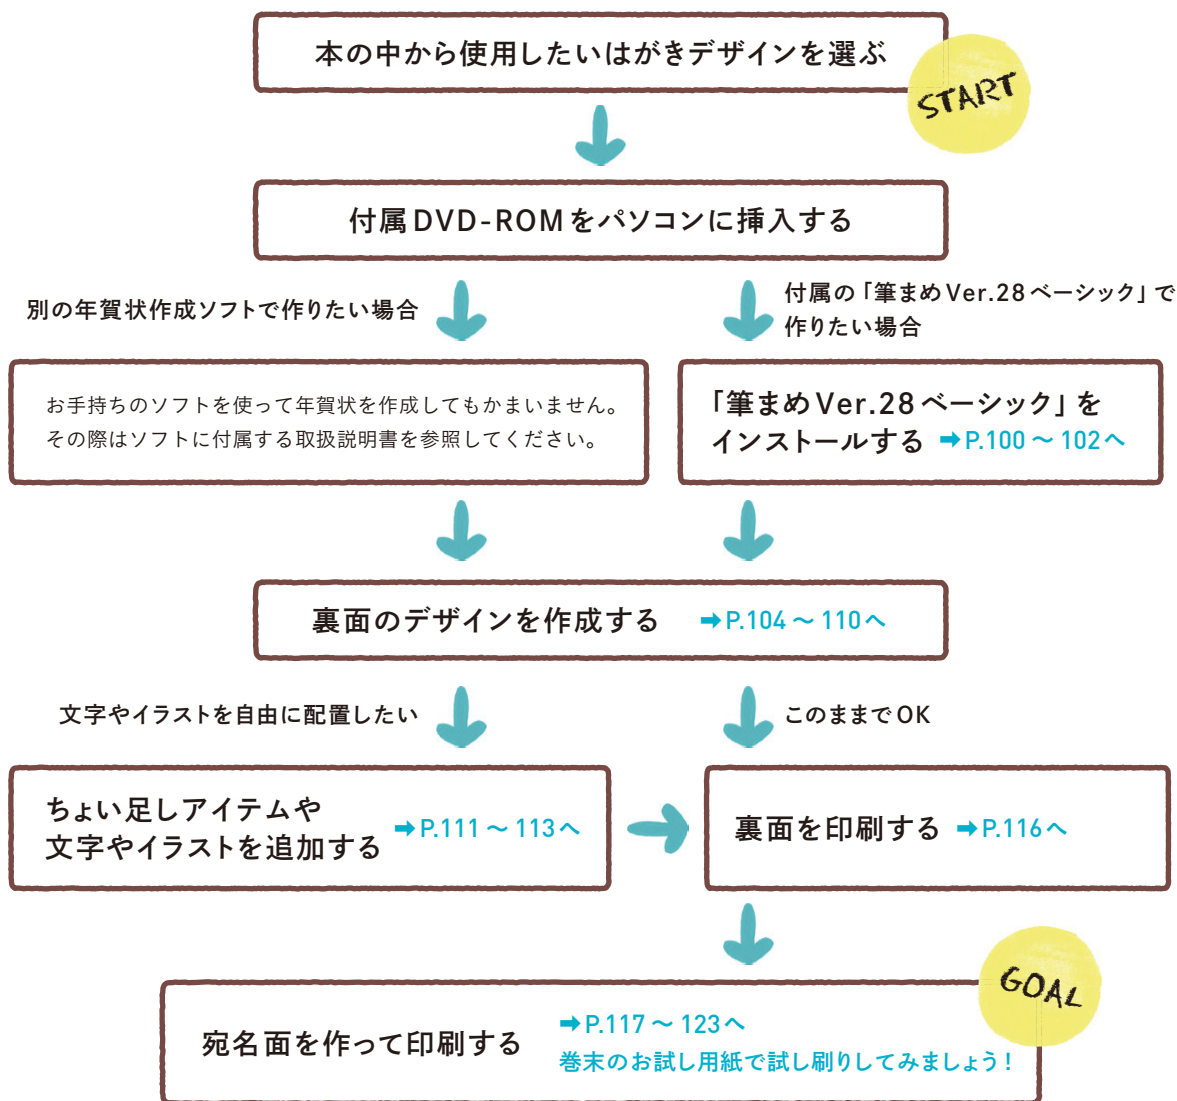 本の中から使用したいはがきデザインを選ぶ
START
付属DVD-ROMをパソコンに挿入する
別の年賀状作成ソフトで作りたい場合
付属の「筆まめVer.28ベーシック」で
作りたい場合
お手持ちのソフトを使って年賀状を作成してもかまいません。
その際はソフトに付属する取扱説明書を参照してください。
「筆まめVer.28ベーシック」を
インストールする ➡P.100～102へ
裏面のデザインを作成する ➡P.104～110へ
文字やイラストを自由に配置したい
このままでOK
ちょい足しアイテムや
文字やイラストを追加する ➡P.111～113へ
裏面を印刷する ➡P.116へ
GOAL
宛名面を作って印刷する
➡P.117～123へ
巻末のお試し用紙で試し刷りしてみましょう！